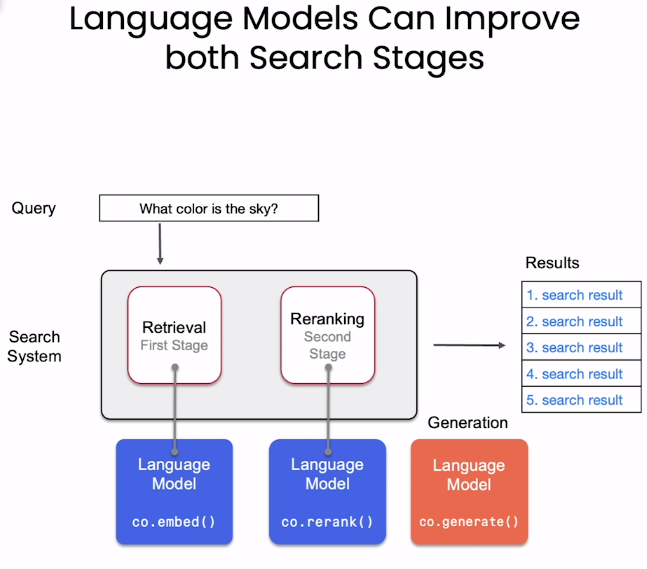 Language Models Can Improve
both Search Stages
Query
What color is the sky?
Results
Search
System
Retrieval
First Stage
Reranking
Second
Stage
1. search result
2. search result
3. search result
4. search result
5. search result
Generation
Language
Model
co.embed()
Language
Model
co.rerank()
Language
Model
co.generate()